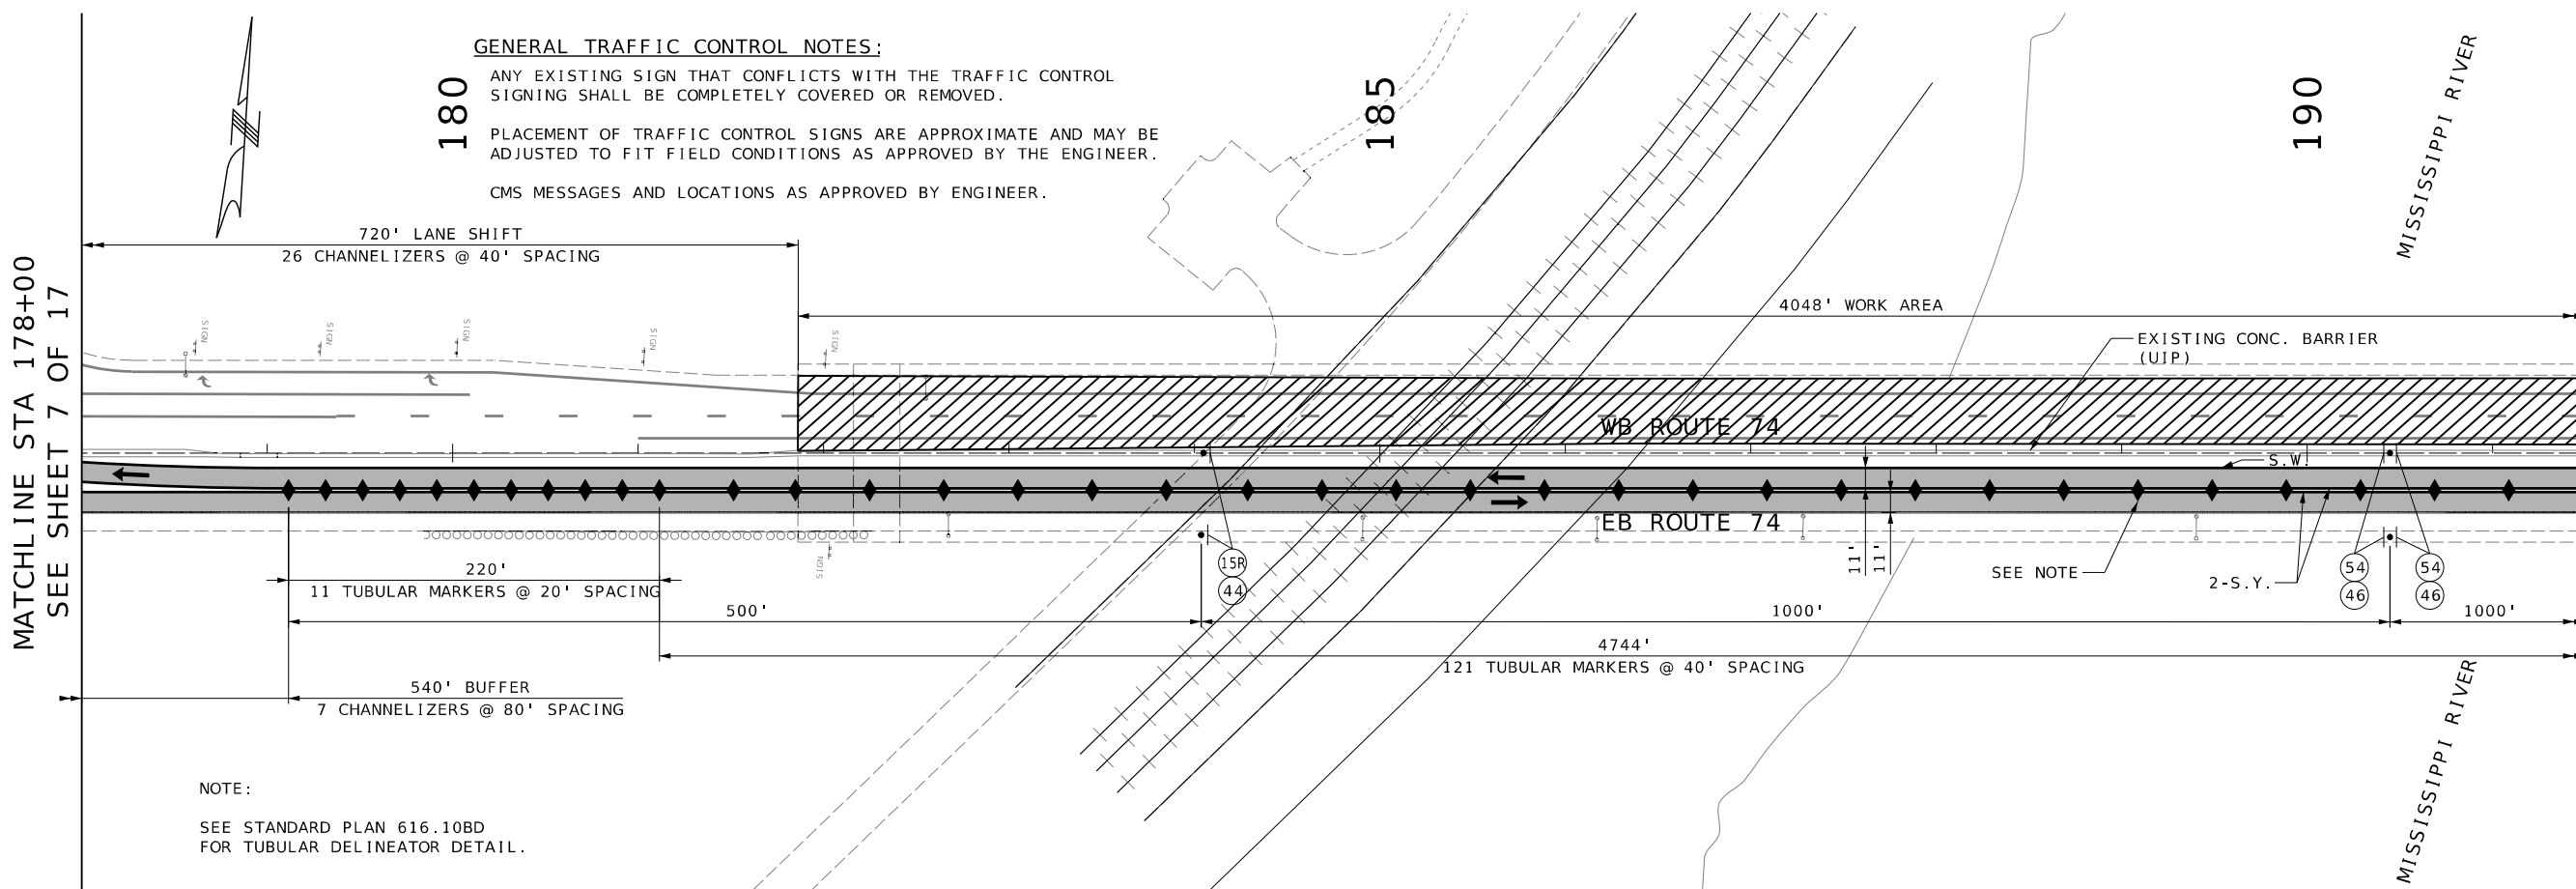 GENERAL TRAFFIC CONTROL NOTES:
ANY EXISTING SIGN THAT CONFLICTS WITH THE TRAFFIC CONTROL
SIGNING SHALL BE COMPLETELY COVERED OR REMOVED.
PLACEMENT OF TRAFFIC CONTROL SIGNS ARE APPROXIMATE AND MAY BE
ADJUSTED TO FIT FIELD CONDITIONS AS APPROVED BY THE ENGINEER.
CMS MESSAGES AND LOCATIONS AS APPROVED BY ENGINEER.
180
185
190
MISSISSIPPI RIVER
MATCHLINE STA 178+00
SEE SHEET 7 OF 17
720' LANE SHIFT
26 CHANNELIZERS @ 40' SPACING
4048' WORK AREA
EXISTING CONC. BARRIER
(UIP)
SIGN
SIGN
SIGN
SIGN
SIGN
WB ROUTE 74
S.W.
EB ROUTE 74
SIGN
11'
11'
15R
44
SEE NOTE
2-S.Y.
54
46
54
46
220'
11 TUBULAR MARKERS @ 20' SPACING
500'
1000'
1000'
4744'
121 TUBULAR MARKERS @ 40' SPACING
540' BUFFER
7 CHANNELIZERS @ 80' SPACING
MISSISSIPPI RIVER
NOTE:
SEE STANDARD PLAN 616.10BD
FOR TUBULAR DELINEATOR DETAIL.